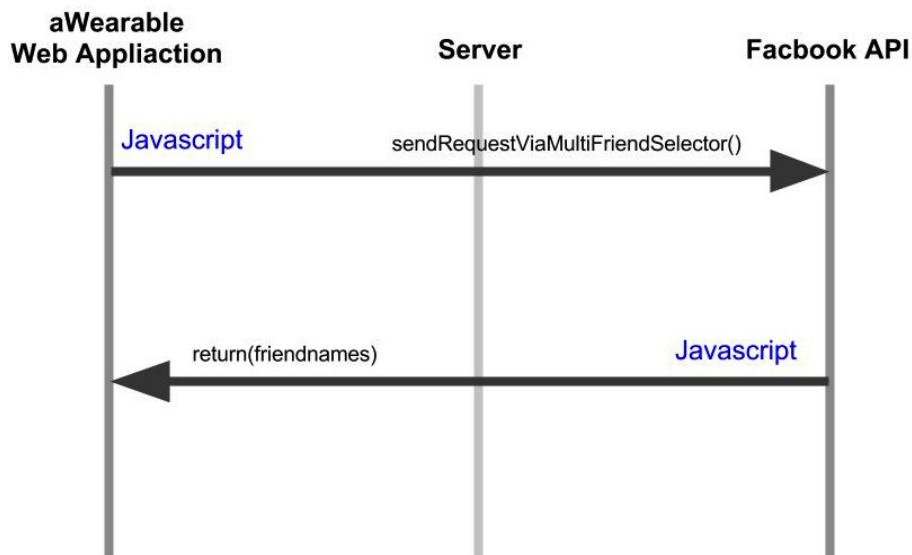 aWearable
Web Appliaction
Server
Facbook API
Javascript
sendRequestViaMultiFriendSelector()
return(friendnames)
Javascript